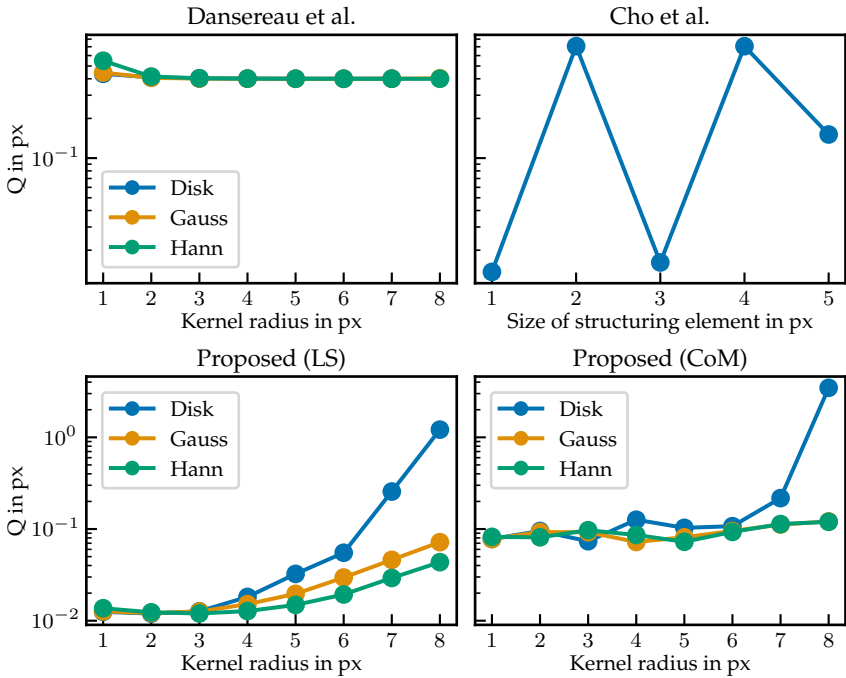 Dansereau et al.
Q in px
10⁻¹
Disk
Gauss
Hann
1 2 3 4 5 6 7 8
Kernel radius in px
Cho et al.
1 2 3 4 5
Size of structuring element in px
Proposed (LS)
Q in px
10⁰
10⁻¹
10⁻²
Disk
Gauss
Hann
1 2 3 4 5 6 7 8
Kernel radius in px
Proposed (CoM)
Disk
Gauss
Hann
1 2 3 4 5 6 7 8
Kernel radius in px